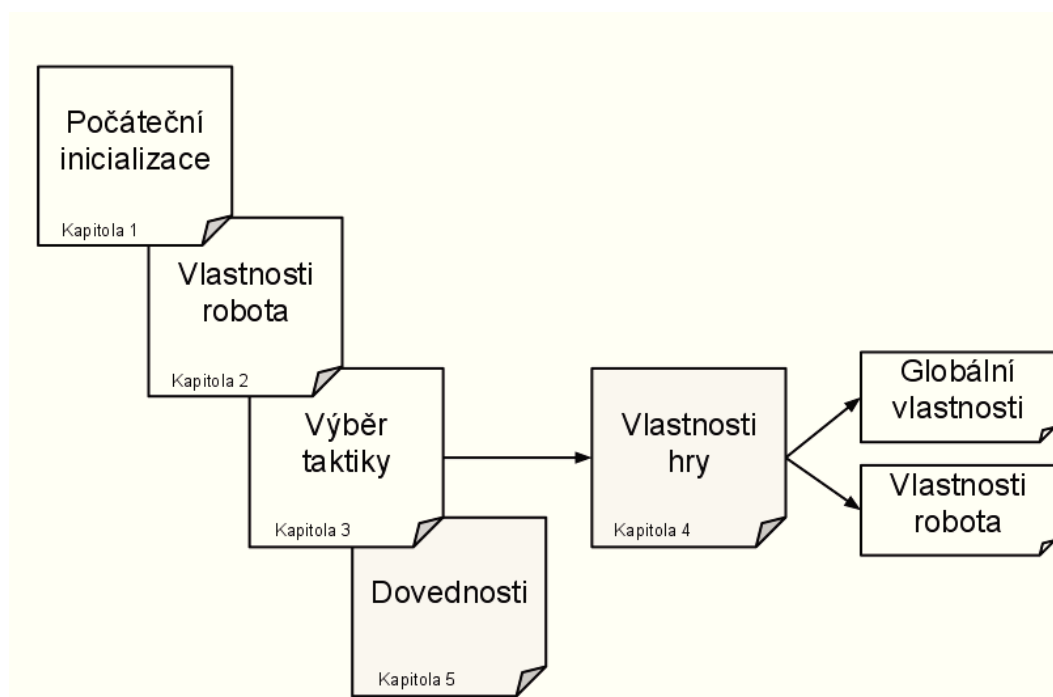 Počáteční
inicializace
Kapitola 1
Vlastnosti
robota
Kapitola 2
Výběr
taktiky
Kapitola 3
Vlastnosti
hry
Kapitola 4
Globální
vlastnosti
Vlastnosti
robota
Dovednosti
Kapitola 5